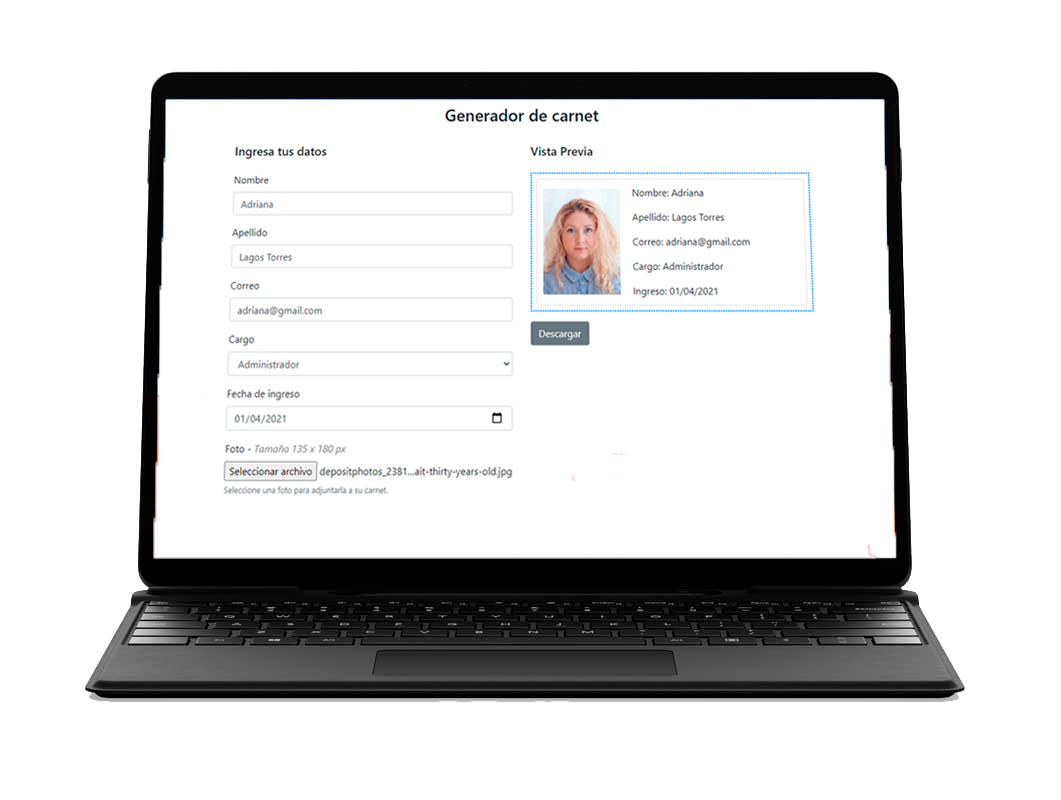 Generador de carnet
Ingresa tus datos
Nombre
Adriana
Apellido
Lagos Torres
Correo
adriana@gmail.com
Cargo
Administrador
Fecha de ingreso
01/04/2021
Foto - Tamaño 135 x 180 px
Seleccionar archivo depositphotos_2381...ait-thirty-years-old.jpg
Seleccione una foto para adjuntarla a su carnet.
Vista Previa
Nombre: Adriana
Apellido: Lagos Torres
Correo: adriana@gmail.com
Cargo: Administrador
Ingreso: 01/04/2021
Descargar